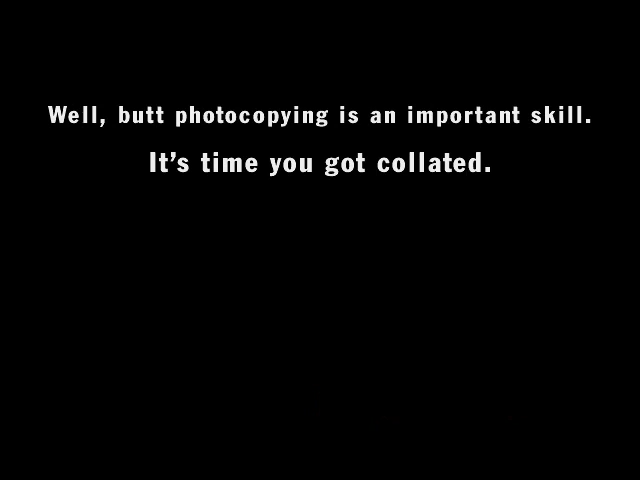 Well, butt photocopying is an important skill.
It’s time you got collated.